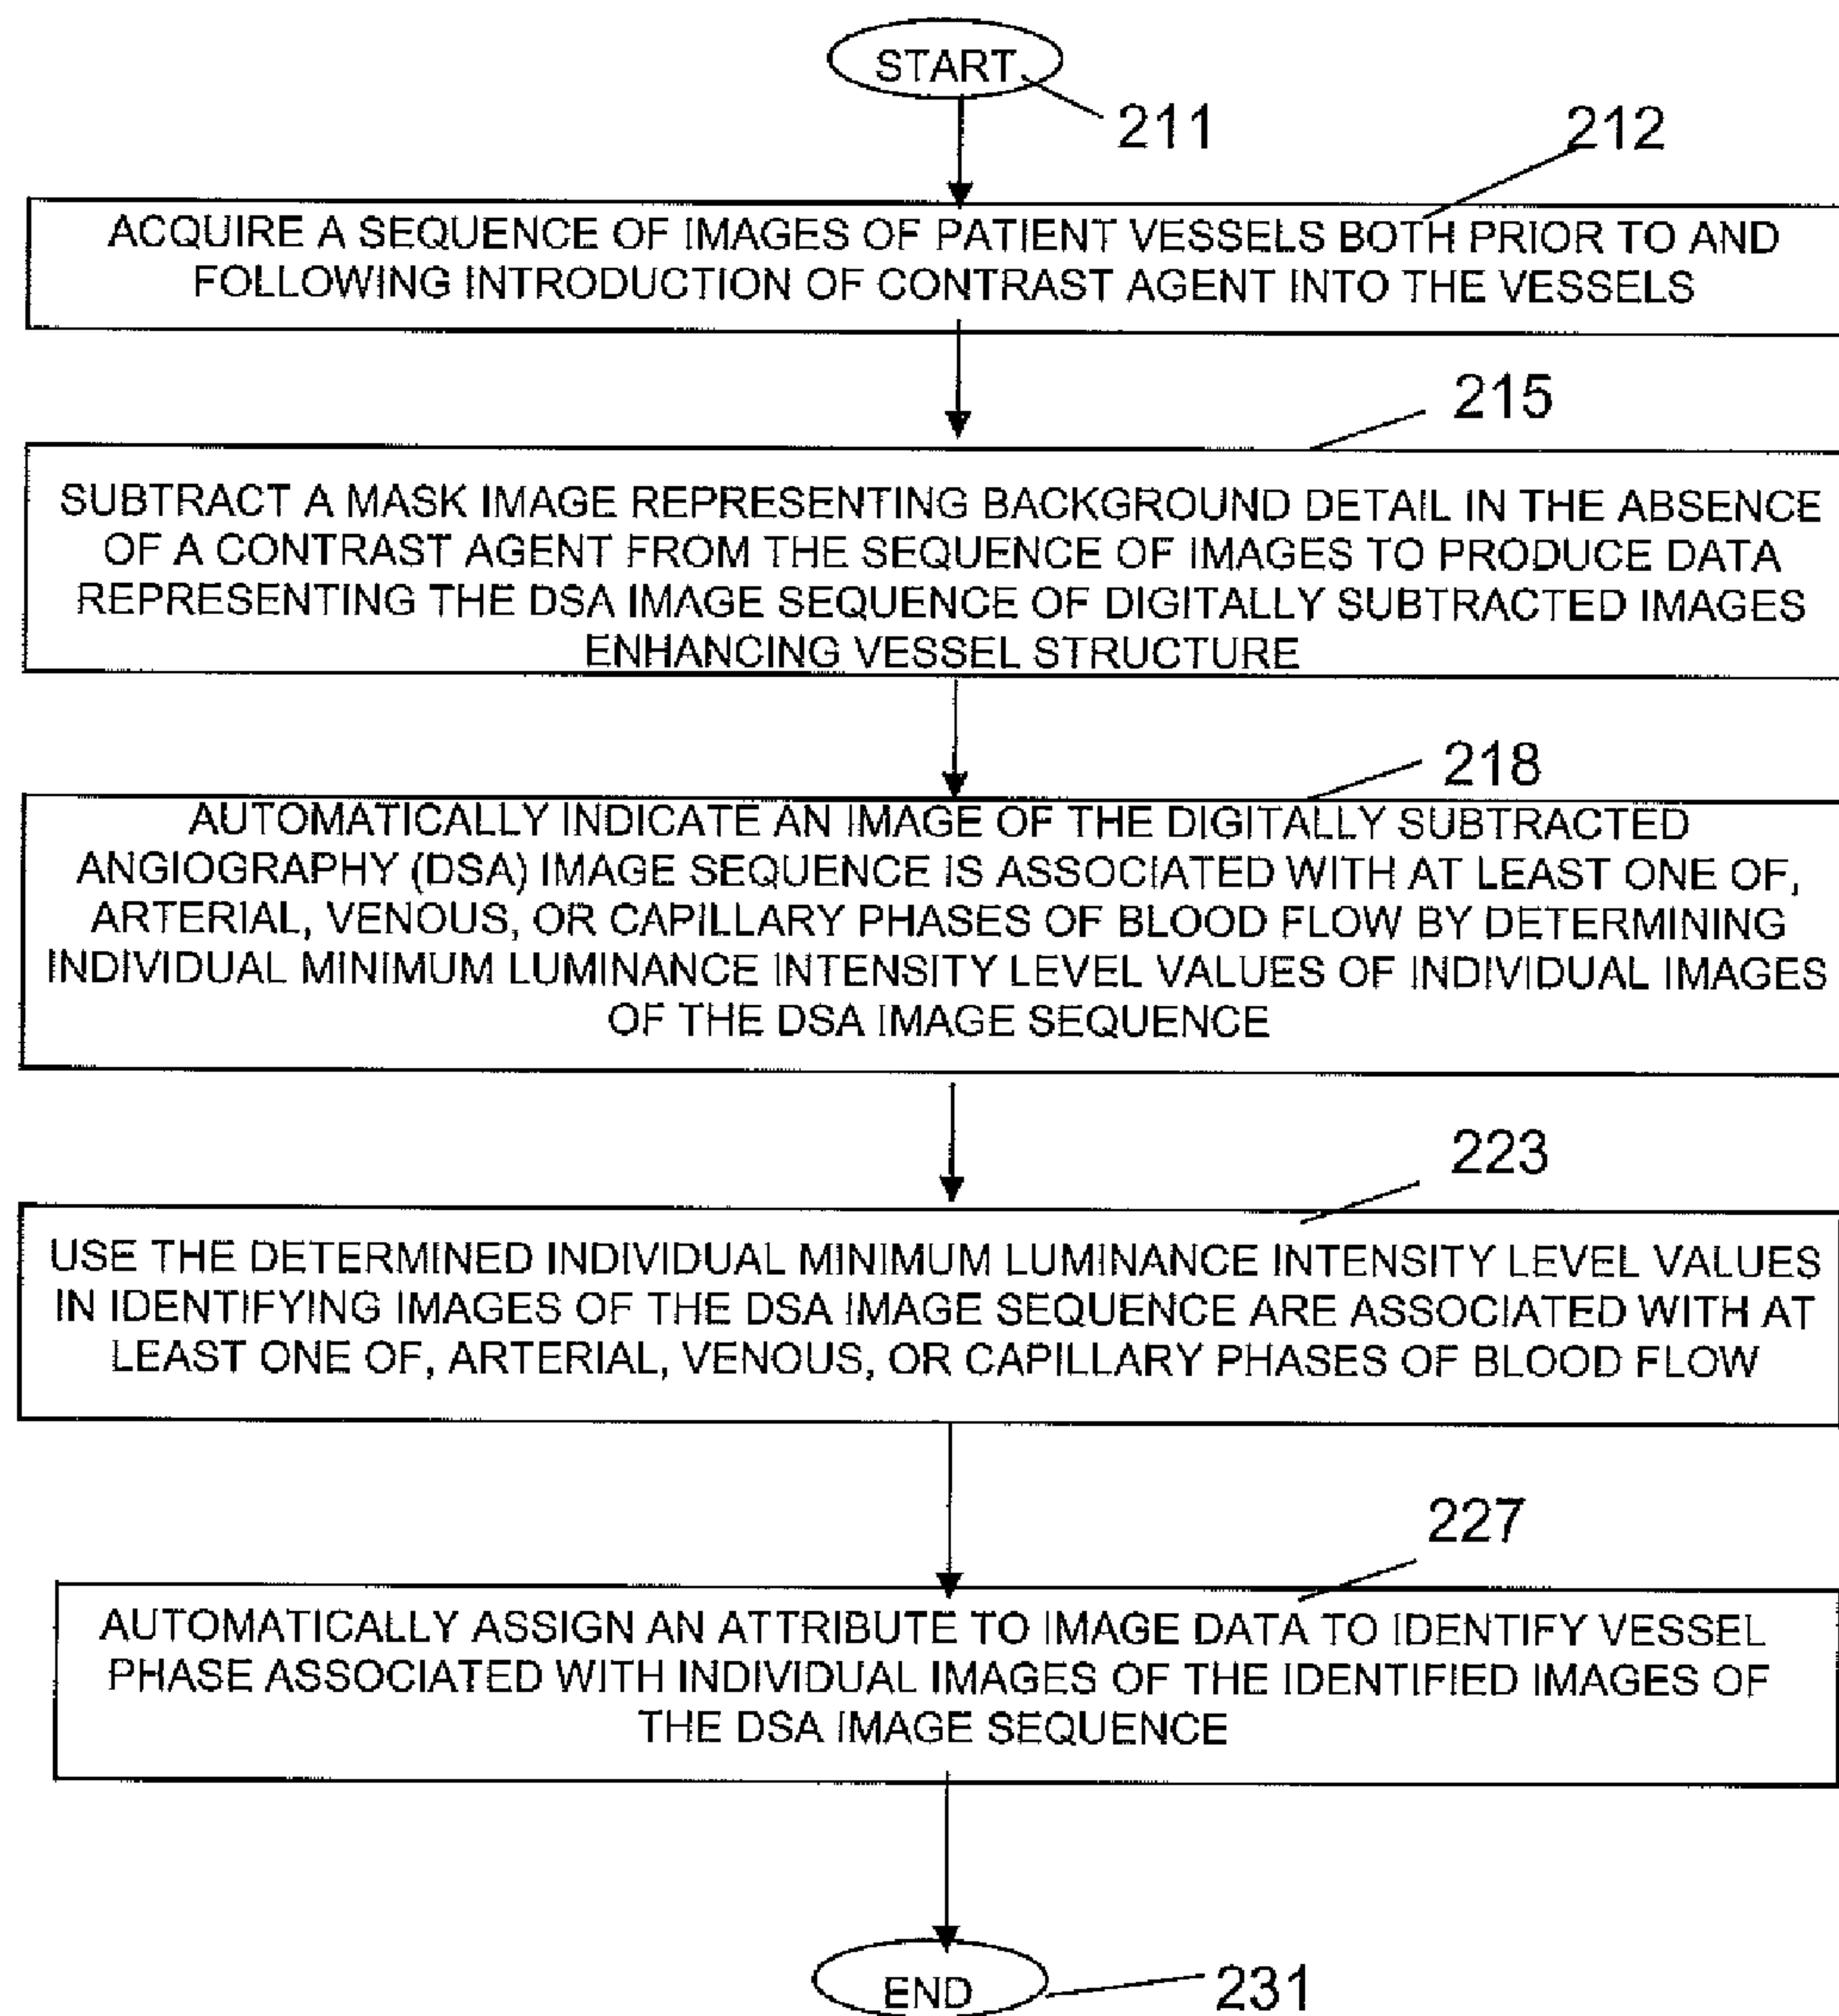 START
211
212
ACQUIRE A SEQUENCE OF IMAGES OF PATIENT VESSELS BOTH PRIOR TO AND
FOLLOWING INTRODUCTION OF CONTRAST AGENT INTO THE VESSELS
215
SUBTRACT A MASK IMAGE REPRESENTING BACKGROUND DETAIL IN THE ABSENCE
OF A CONTRAST AGENT FROM THE SEQUENCE OF IMAGES TO PRODUCE DATA
REPRESENTING THE DSA IMAGE SEQUENCE OF DIGITALLY SUBTRACTED IMAGES
ENHANCING VESSEL STRUCTURE
218
AUTOMATICALLY INDICATE AN IMAGE OF THE DIGITALLY SUBTRACTED
ANGIOGRAPHY (DSA) IMAGE SEQUENCE IS ASSOCIATED WITH AT LEAST ONE OF,
ARTERIAL, VENOUS, OR CAPILLARY PHASES OF BLOOD FLOW BY DETERMINING
INDIVIDUAL MINIMUM LUMINANCE INTENSITY LEVEL VALUES OF INDIVIDUAL IMAGES
OF THE DSA IMAGE SEQUENCE
223
USE THE DETERMINED INDIVIDUAL MINIMUM LUMINANCE INTENSITY LEVEL VALUES
IN IDENTIFYING IMAGES OF THE DSA IMAGE SEQUENCE ARE ASSOCIATED WITH AT
LEAST ONE OF, ARTERIAL, VENOUS, OR CAPILLARY PHASES OF BLOOD FLOW
227
AUTOMATICALLY ASSIGN AN ATTRIBUTE TO IMAGE DATA TO IDENTIFY VESSEL
PHASE ASSOCIATED WITH INDIVIDUAL IMAGES OF THE IDENTIFIED IMAGES OF
THE DSA IMAGE SEQUENCE
END
231